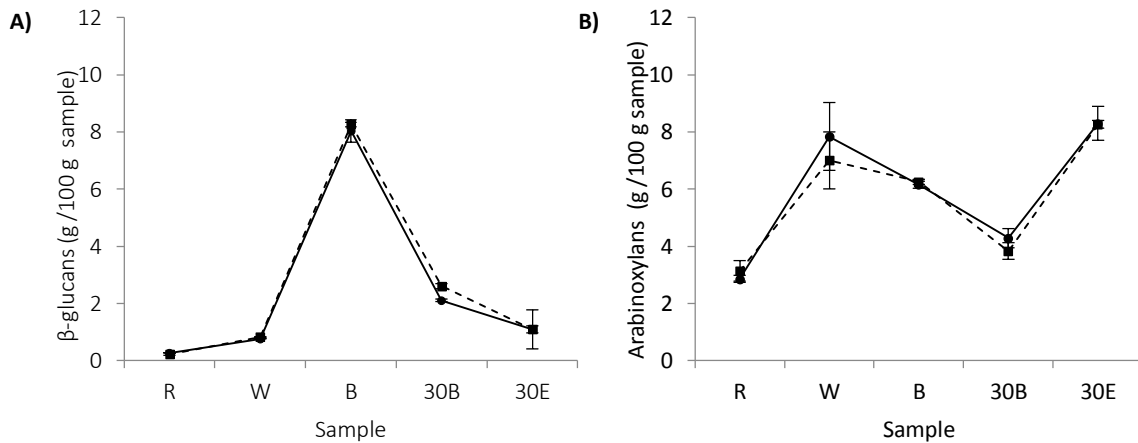 A)
β-glucans (g /100 g sample)
12
10
8
6
4
2
0
R W B 30B 30E
Sample
B)
Arabinoxylans (g /100 g sample)
12
10
8
6
4
2
0
R W B 30B 30E
Sample